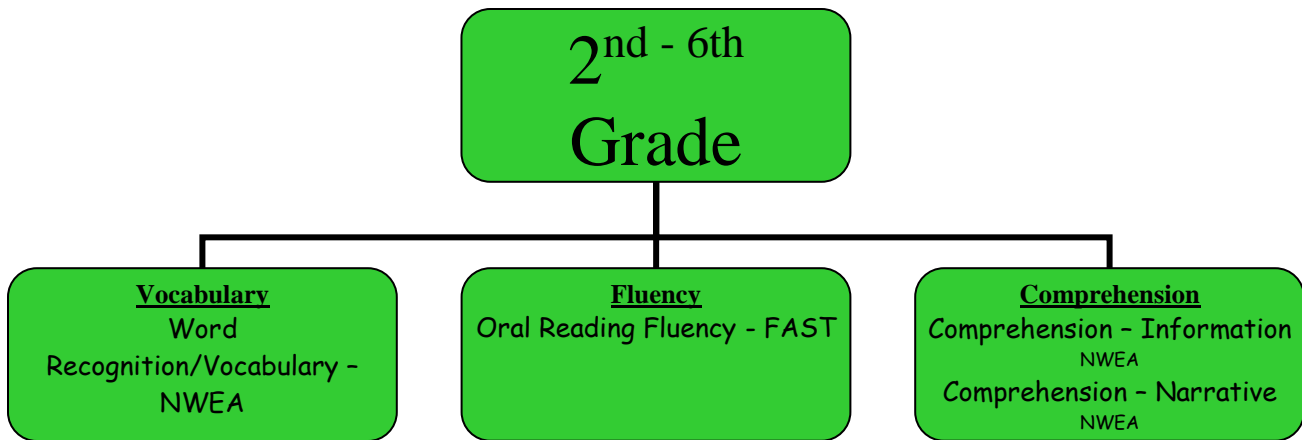 2nd - 6th
Grade
Vocabulary
Word
Recognition/Vocabulary –
NWEA
Fluency
Oral Reading Fluency - FAST
Comprehension
Comprehension – Information
NWEA
Comprehension – Narrative
NWEA